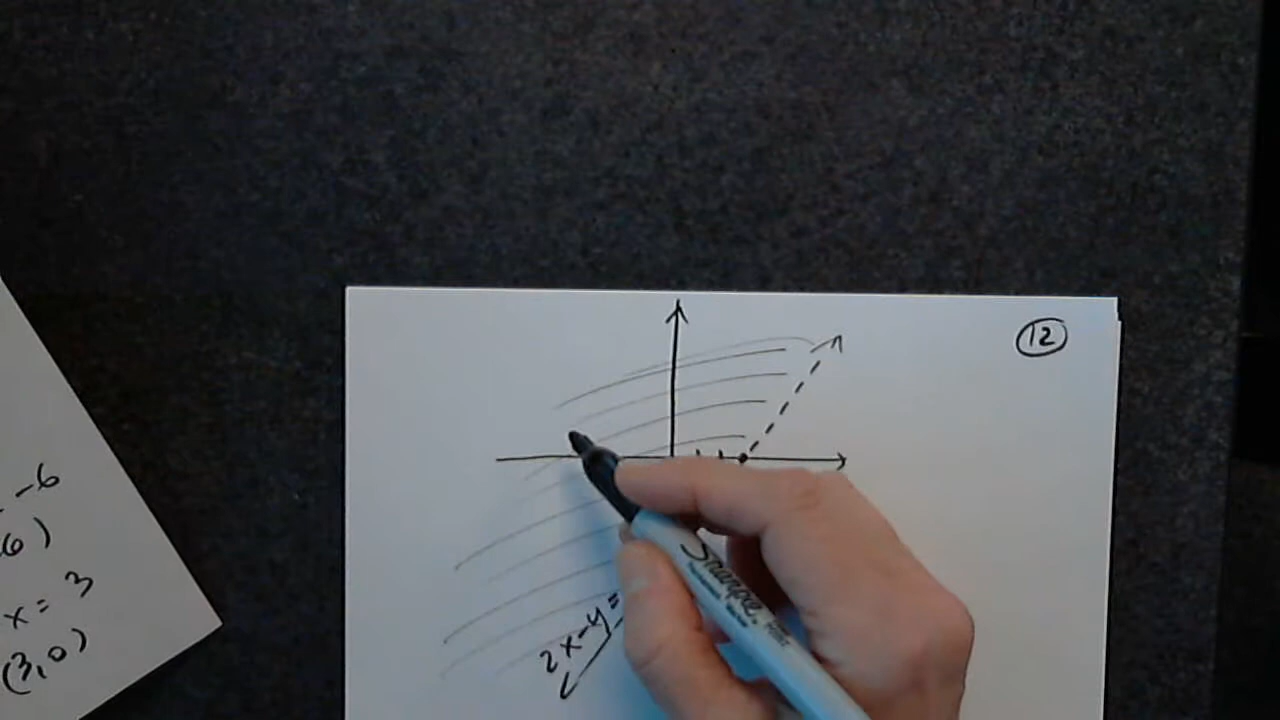 -6
6)
x = 3
(3,0)
12
2x-y=
Sharpie